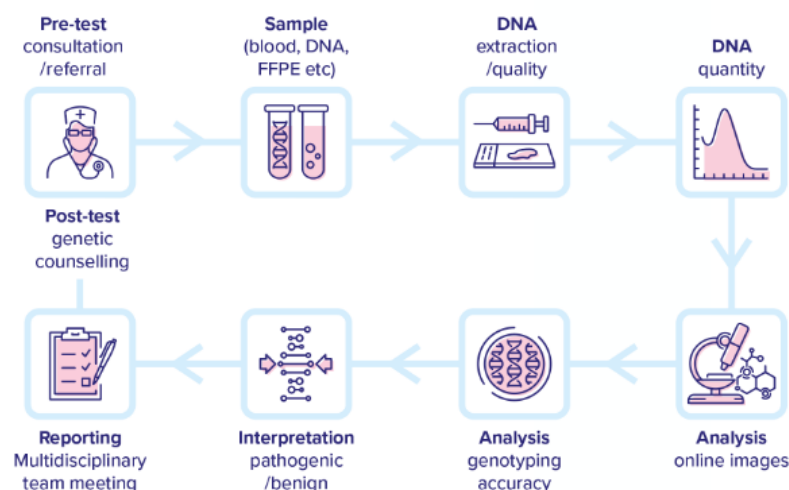 Pre-test
consultation
/referral
Sample
(blood, DNA,
FFPE etc)
DNA
extraction
/quality
DNA
quantity
Post-test
genetic
counselling
Reporting
Multidisciplinary
team meeting
Interpretation
pathogenic
/benign
Analysis
genotyping
accuracy
Analysis
online images